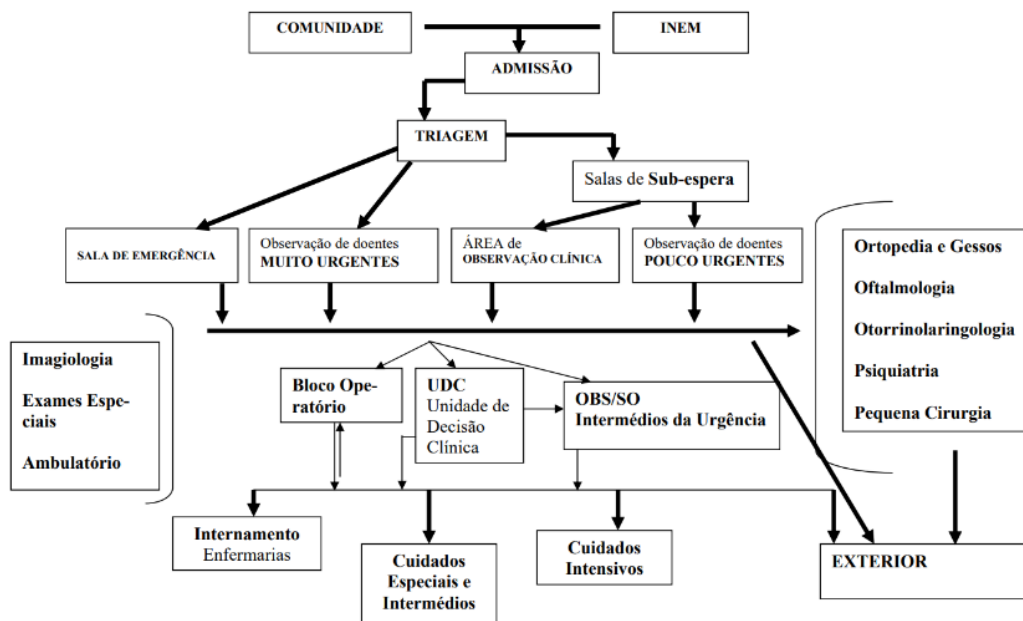 COMUNIDADE
INEM
ADMISSÃO
TRIAGEM
Salas de Sub-espera
SALA DE EMERGÊNCIA
Observação de doentes
MUITO URGENTES
ÁREA de
OBSERVAÇÃO CLÍNICA
Observação de doentes
POUCO URGENTES
Ortopedia e Gessos
Oftalmologia
Otorrinolaringologia
Psiquiatria
Pequena Cirurgia
Imagiologia
Exames Espe-
ciais
Ambulatório
Bloco Ope-
ratório
UDC
Unidade de
Decisão
Clínica
OBS/SO
Intermédios da Urgência
Internamento
Enfermarias
Cuidados
Especiais e
Intermédios
Cuidados
Intensivos
EXTERIOR